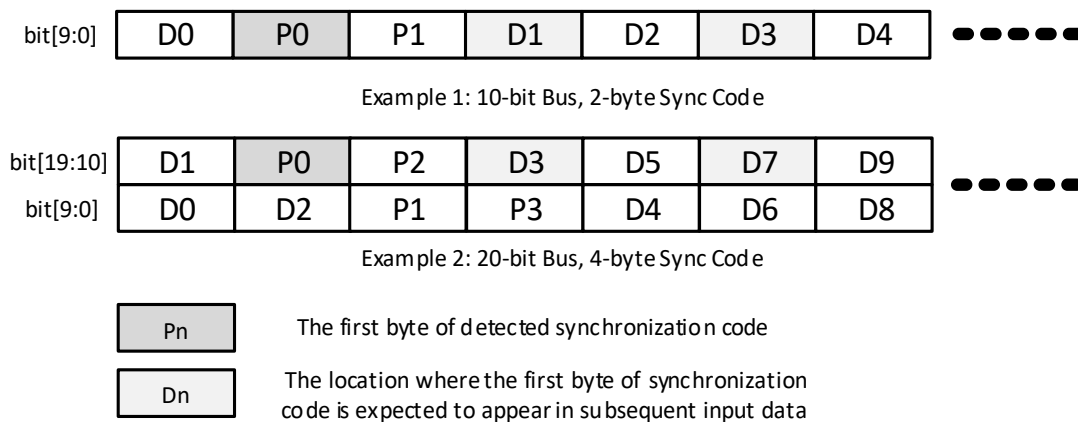 bit[9:0] D0 P0 P1 D1 D2 D3 D4
Example 1: 10-bit Bus, 2-byte Sync Code
bit[19:10] D1 P0 P2 D3 D5 D7 D9
bit[9:0] D0 D2 P1 P3 D4 D6 D8
Example 2: 20-bit Bus, 4-byte Sync Code
Pn The first byte of detected synchronization code
Dn The location where the first byte of synchronization
code is expected to appear in subsequent input data